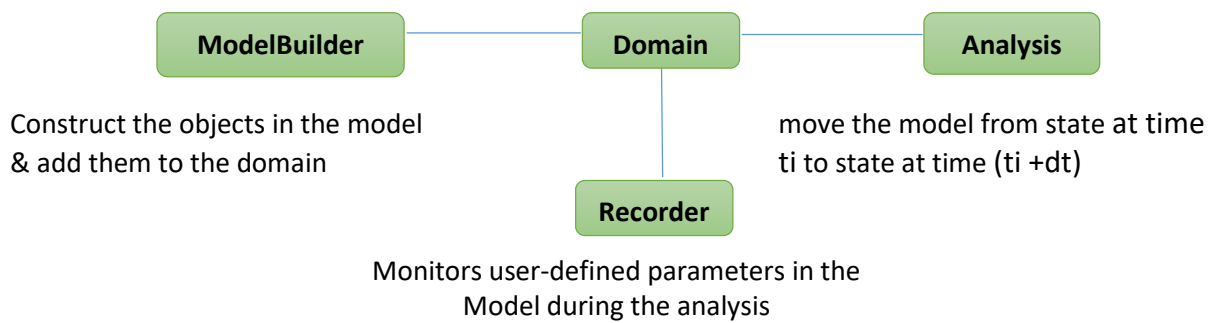 ModelBuilder
Domain
Analysis
Construct the objects in the model
& add them to the domain
move the model from state at time
ti to state at time (ti +dt)
Recorder
Monitors user-defined parameters in the
Model during the analysis